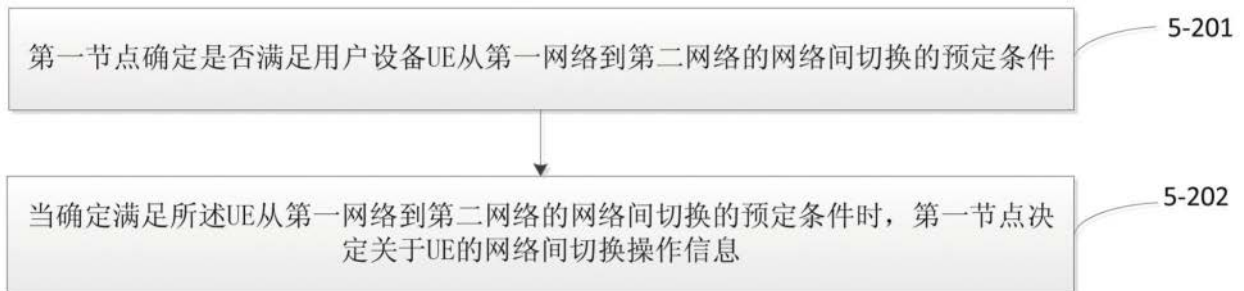 第一节点确定是否满足用户设备UE从第一网络到第二网络的网络间切换的预定条件
5-201
当确定满足所述UE从第一网络到第二网络的网络间切换的预定条件时，第一节点决
定关于UE的网络间切换操作信息
5-202